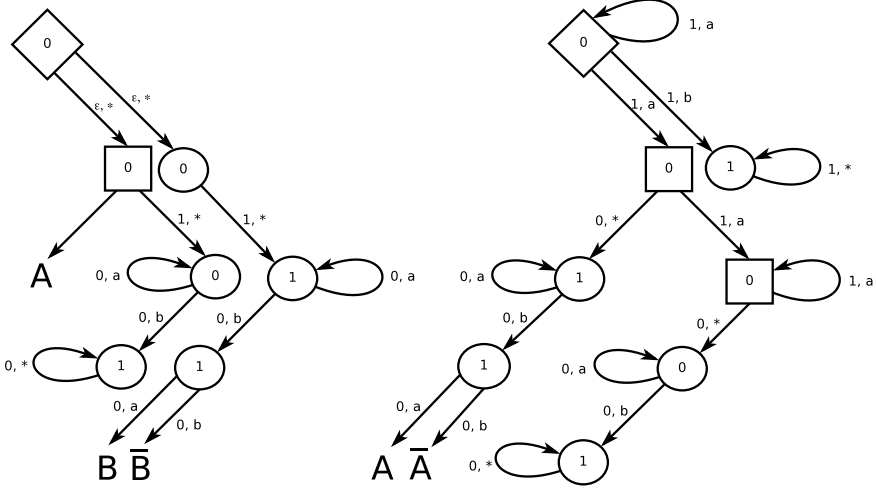 0 0 1, a
ε, * ε, * 1, a 1, b
0 0 0 1 1, *
1, * 1, * 0, * 1, a
A 0, a 0 1 0, a 0, a 1 0 1, a
0, b 0, b 0, b 0, *
0, * 1 1 1 0, a 0
0, a 0, b 0, a 0, b 0, b
B B̅ A A̅ 0, * 1